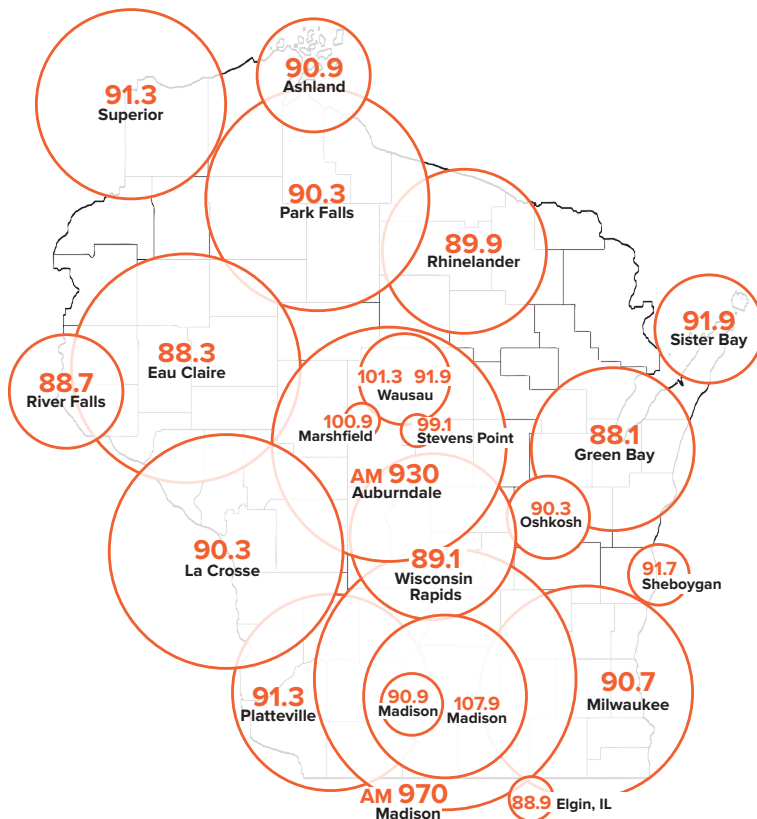 90.9
Ashland
91.3
Superior
90.3
Park Falls
89.9
Rhinelander
91.9
Sister Bay
88.3
Eau Claire
88.7
River Falls
101.3 91.9
Wausau
100.9
Marshfield
99.1
Stevens Point
88.1
Green Bay
AM 930
Auburndale
90.3
Oshkosh
90.3
La Crosse
89.1
Wisconsin
Rapids
91.7
Sheboygan
91.3
Platteville
90.9
Madison
107.9
Madison
90.7
Milwaukee
AM 970
Madison
88.9 Elgin, IL